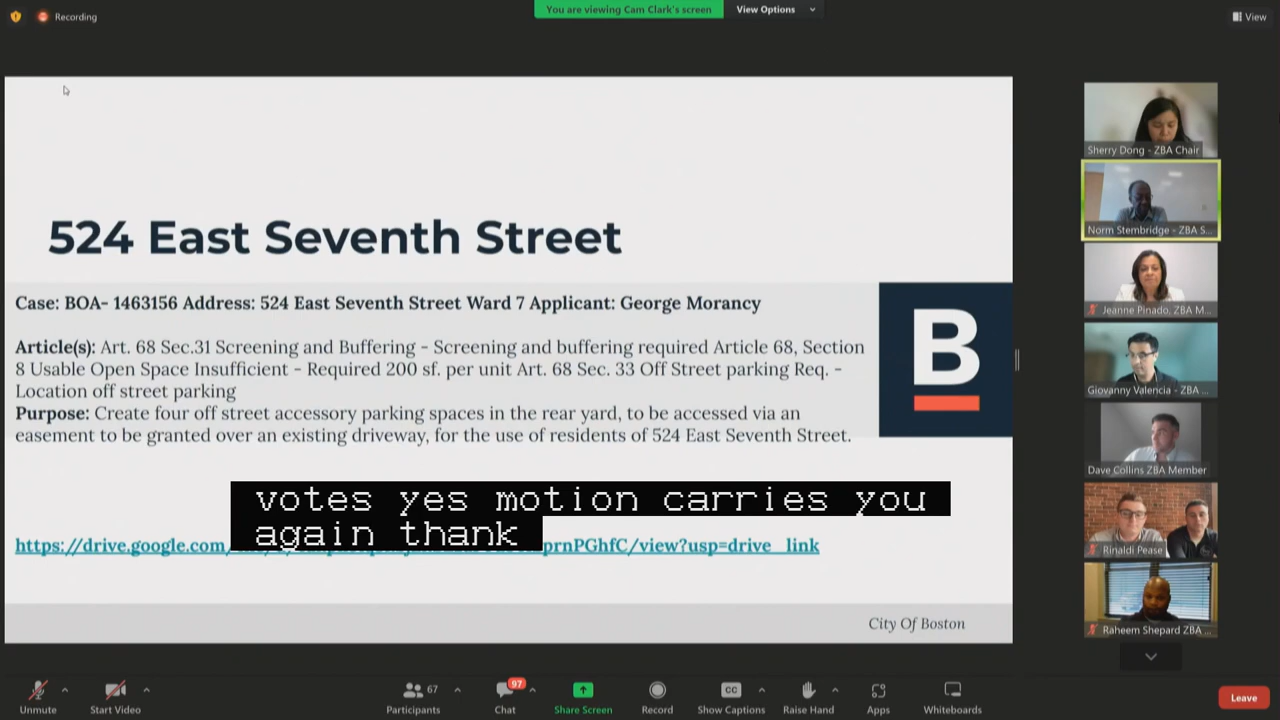 Recording
You are viewing Cam Clark's screen
View Options
View
524 East Seventh Street
Case: BOA- 1463156 Address: 524 East Seventh Street Ward 7 Applicant: George Morancy
Article(s): Art. 68 Sec.31 Screening and Buffering - Screening and buffering required Article 68, Section
8 Usable Open Space Insufficient - Required 200 sf. per unit Art. 68 Sec. 33 Off Street parking Req. -
Location off street parking
Purpose: Create four off street accessory parking spaces in the rear yard, to be accessed via an
easement to be granted over an existing driveway, for the use of residents of 524 East Seventh Street.
B
votes yes motion carries you
again thank
https://drive.google.com
prnPGhfC/view?usp=drive_link
City Of Boston
Sherry Dong - ZBA Chair
Norm Stembridge - ZBA S...
Jeanne Pinado, ZBA M...
Giovanny Valencia - ZBA ...
Dave Collins ZBA Member
Rinaldi Pease
Raheem Shepard ZBA ...
Unmute
Start Video
67
Participants
97
Chat
Share Screen
Record
CC
Show Captions
Raise Hand
Apps
Whiteboards
Leave